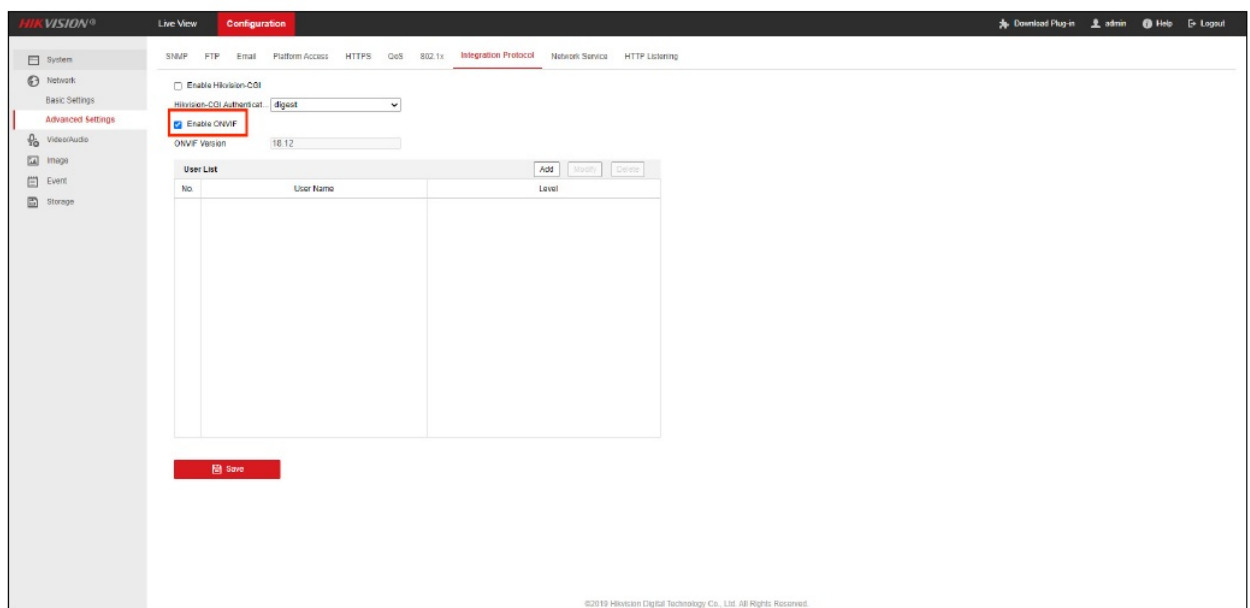 HIKVISION® Live View Configuration Download Plug-in admin Help Logout
System
Network
Basic Settings
Advanced Settings
Video/Audio
Image
Event
Storage
SNMP FTP Email Platform Access HTTPS QoS 802.1x Integration Protocol Network Service HTTP Listening
Enable Hikvision-CGI
Hikvision-CGI Authenticat... digest
Enable ONVIF
ONVIF Version 18.12
User List Add Modify Delete
No. User Name Level
Save
©2019 Hikvision Digital Technology Co., Ltd. All Rights Reserved.